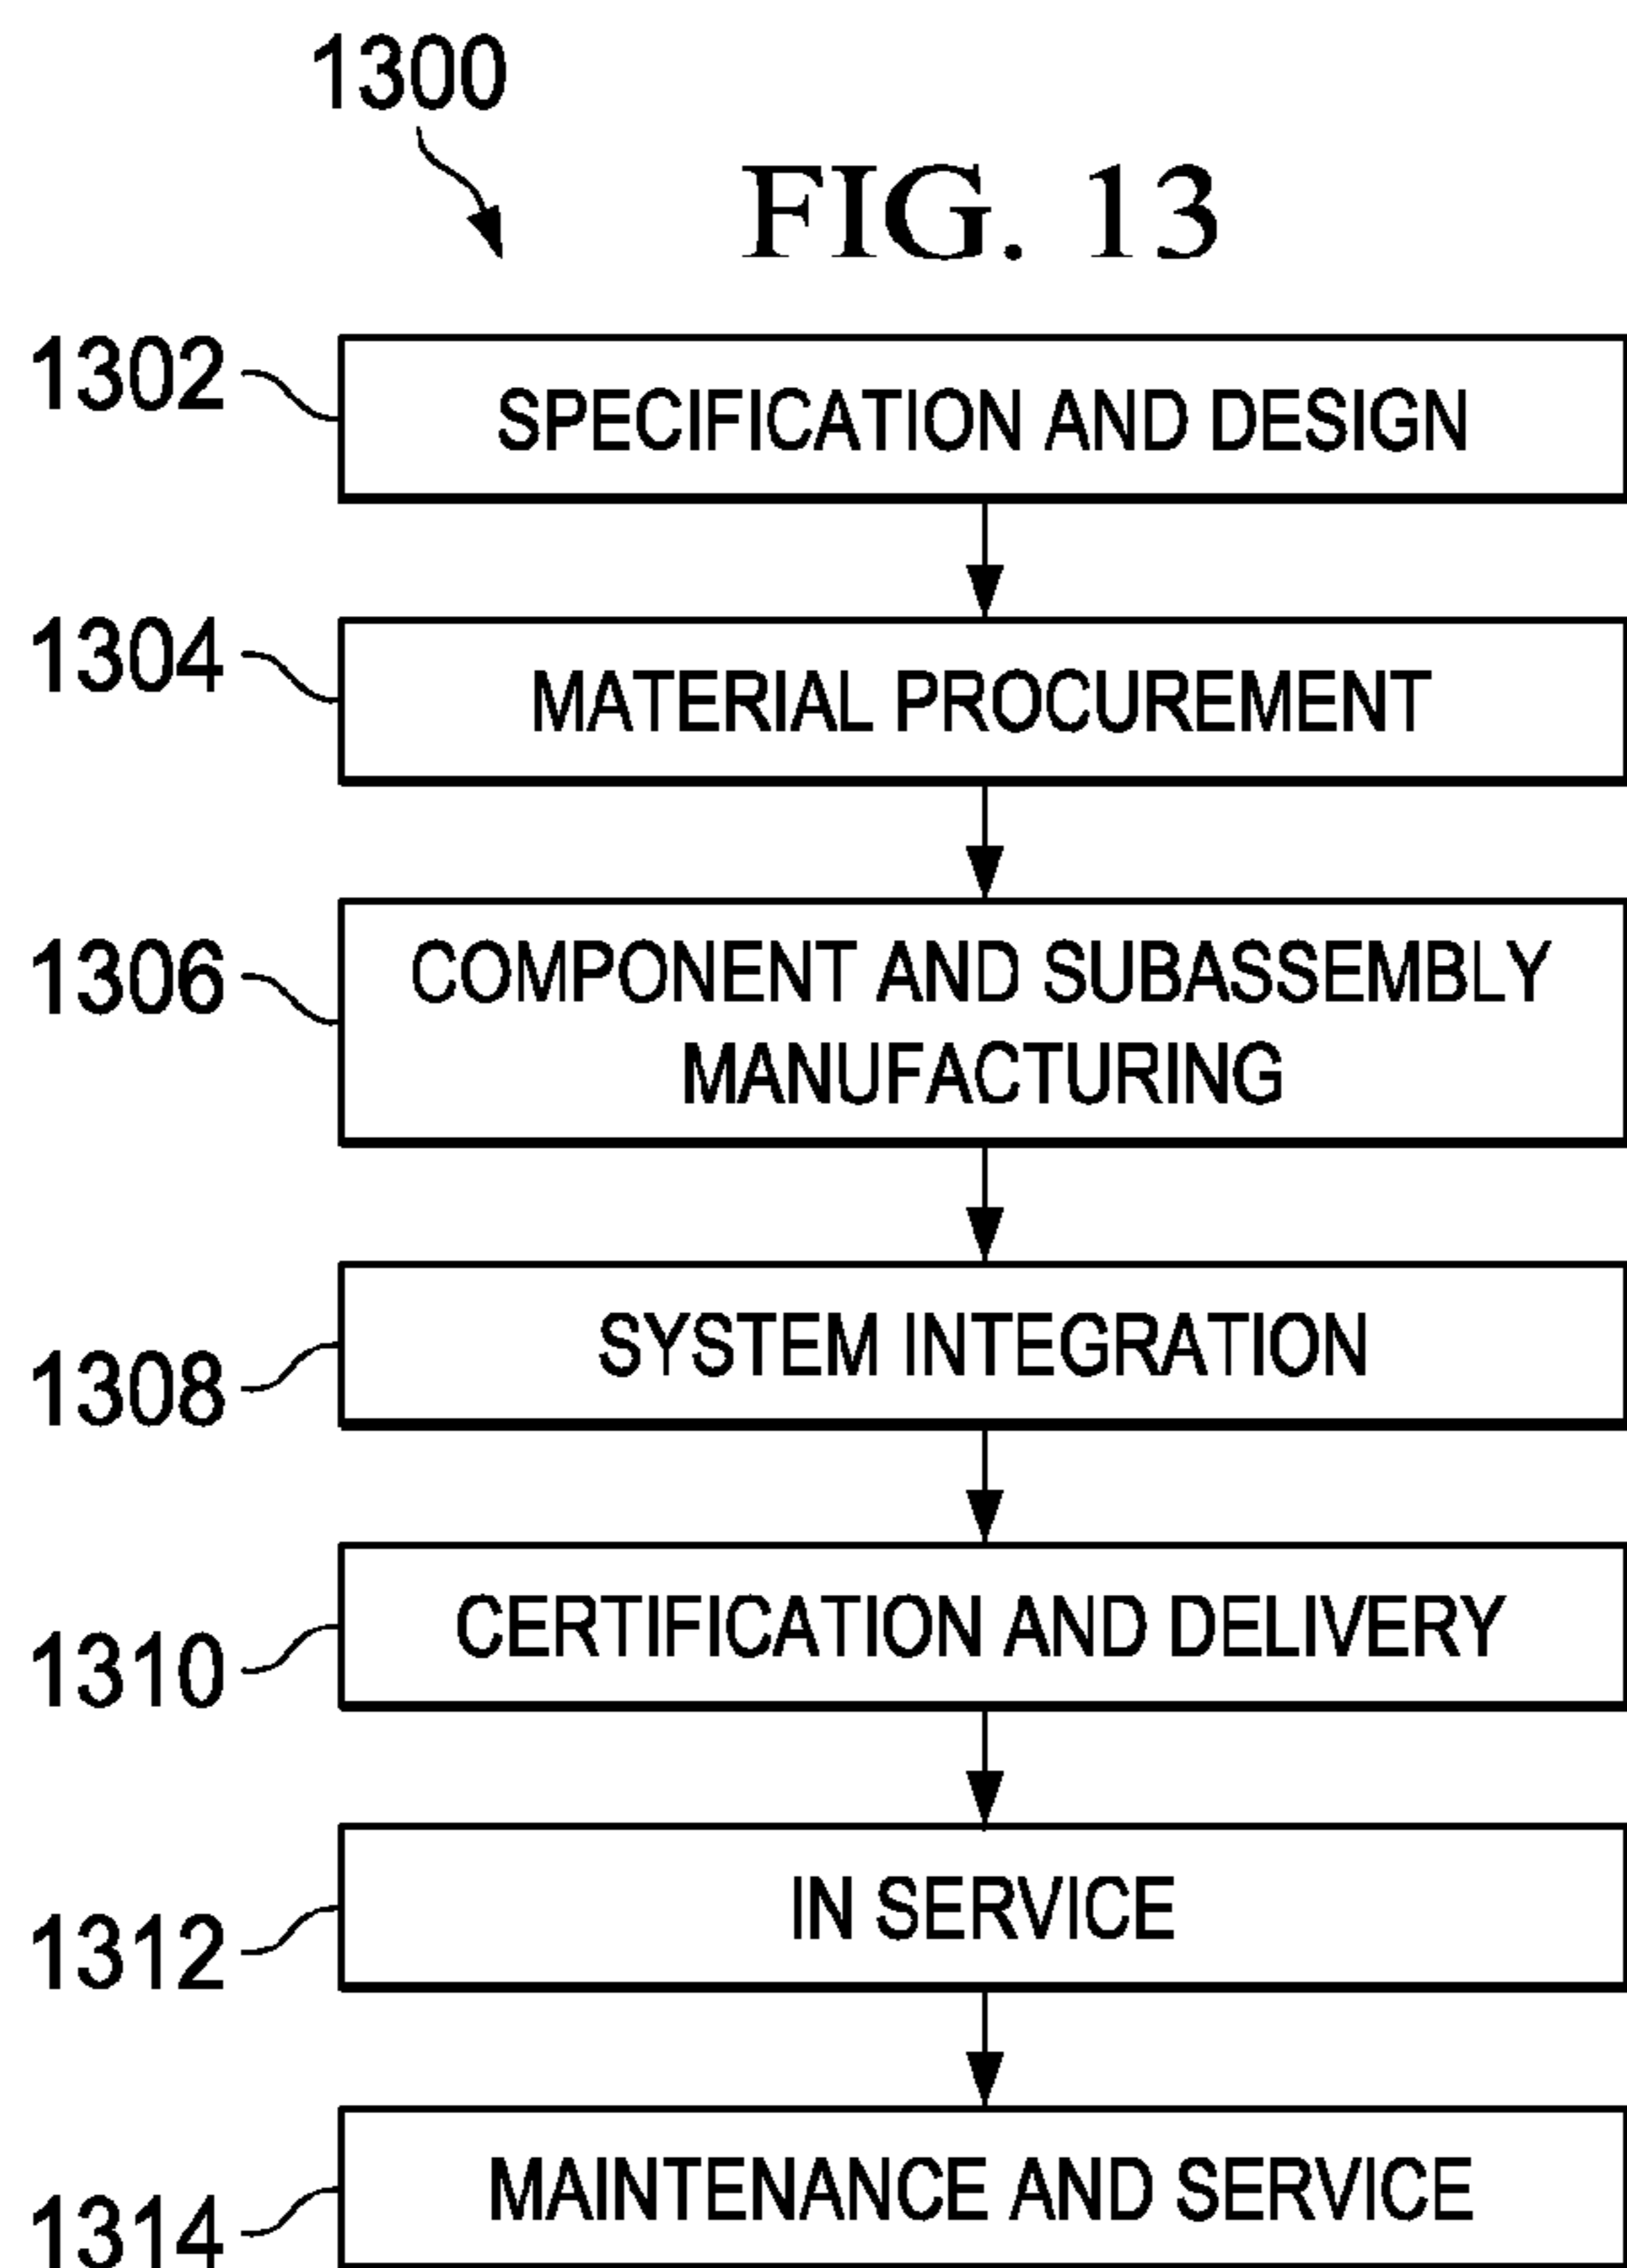 1300
FIG. 13
1302
SPECIFICATION AND DESIGN
1304
MATERIAL PROCUREMENT
1306
COMPONENT AND SUBASSEMBLY
MANUFACTURING
1308
SYSTEM INTEGRATION
1310
CERTIFICATION AND DELIVERY
1312
IN SERVICE
1314
MAINTENANCE AND SERVICE